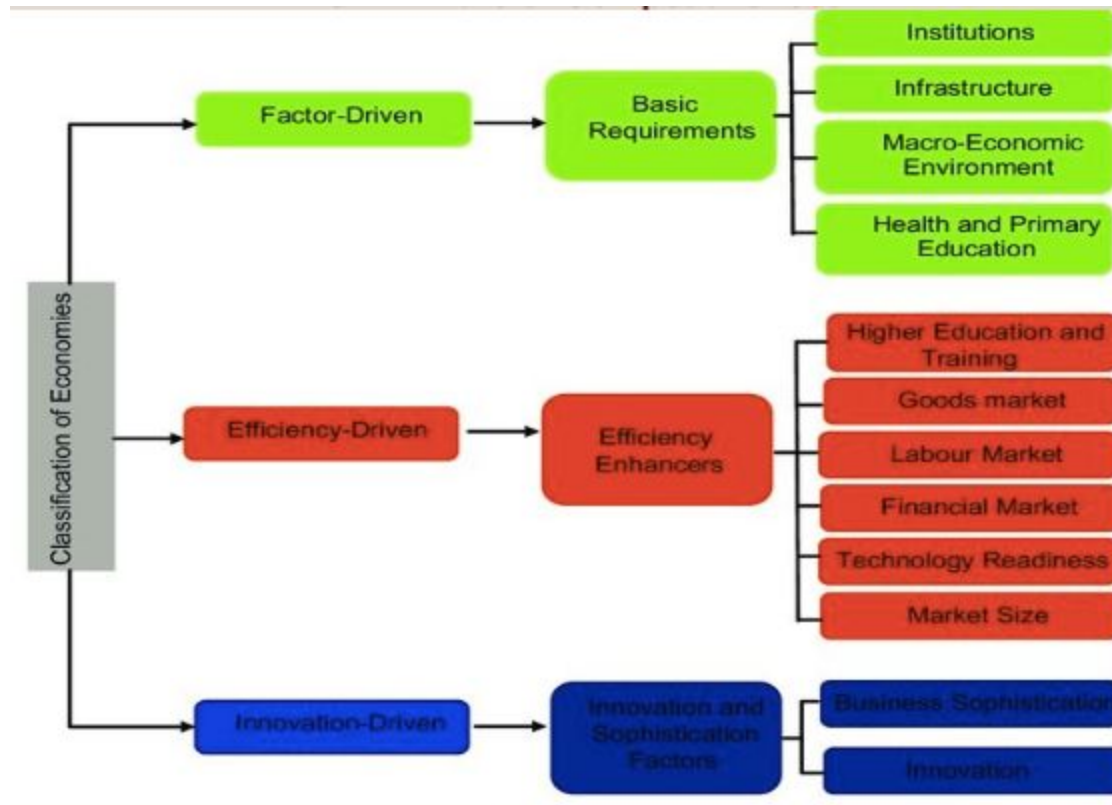 Classification of Economies
Factor-Driven
Basic
Requirements
Institutions
Infrastructure
Macro-Economic
Environment
Health and Primary
Education
Efficiency-Driven
Efficiency
Enhancers
Higher Education and
Training
Goods market
Labour Market
Financial Market
Technology Readiness
Market Size
Innovation-Driven
Innovation and
Sophistication
Factors
Business Sophistication
Innovation